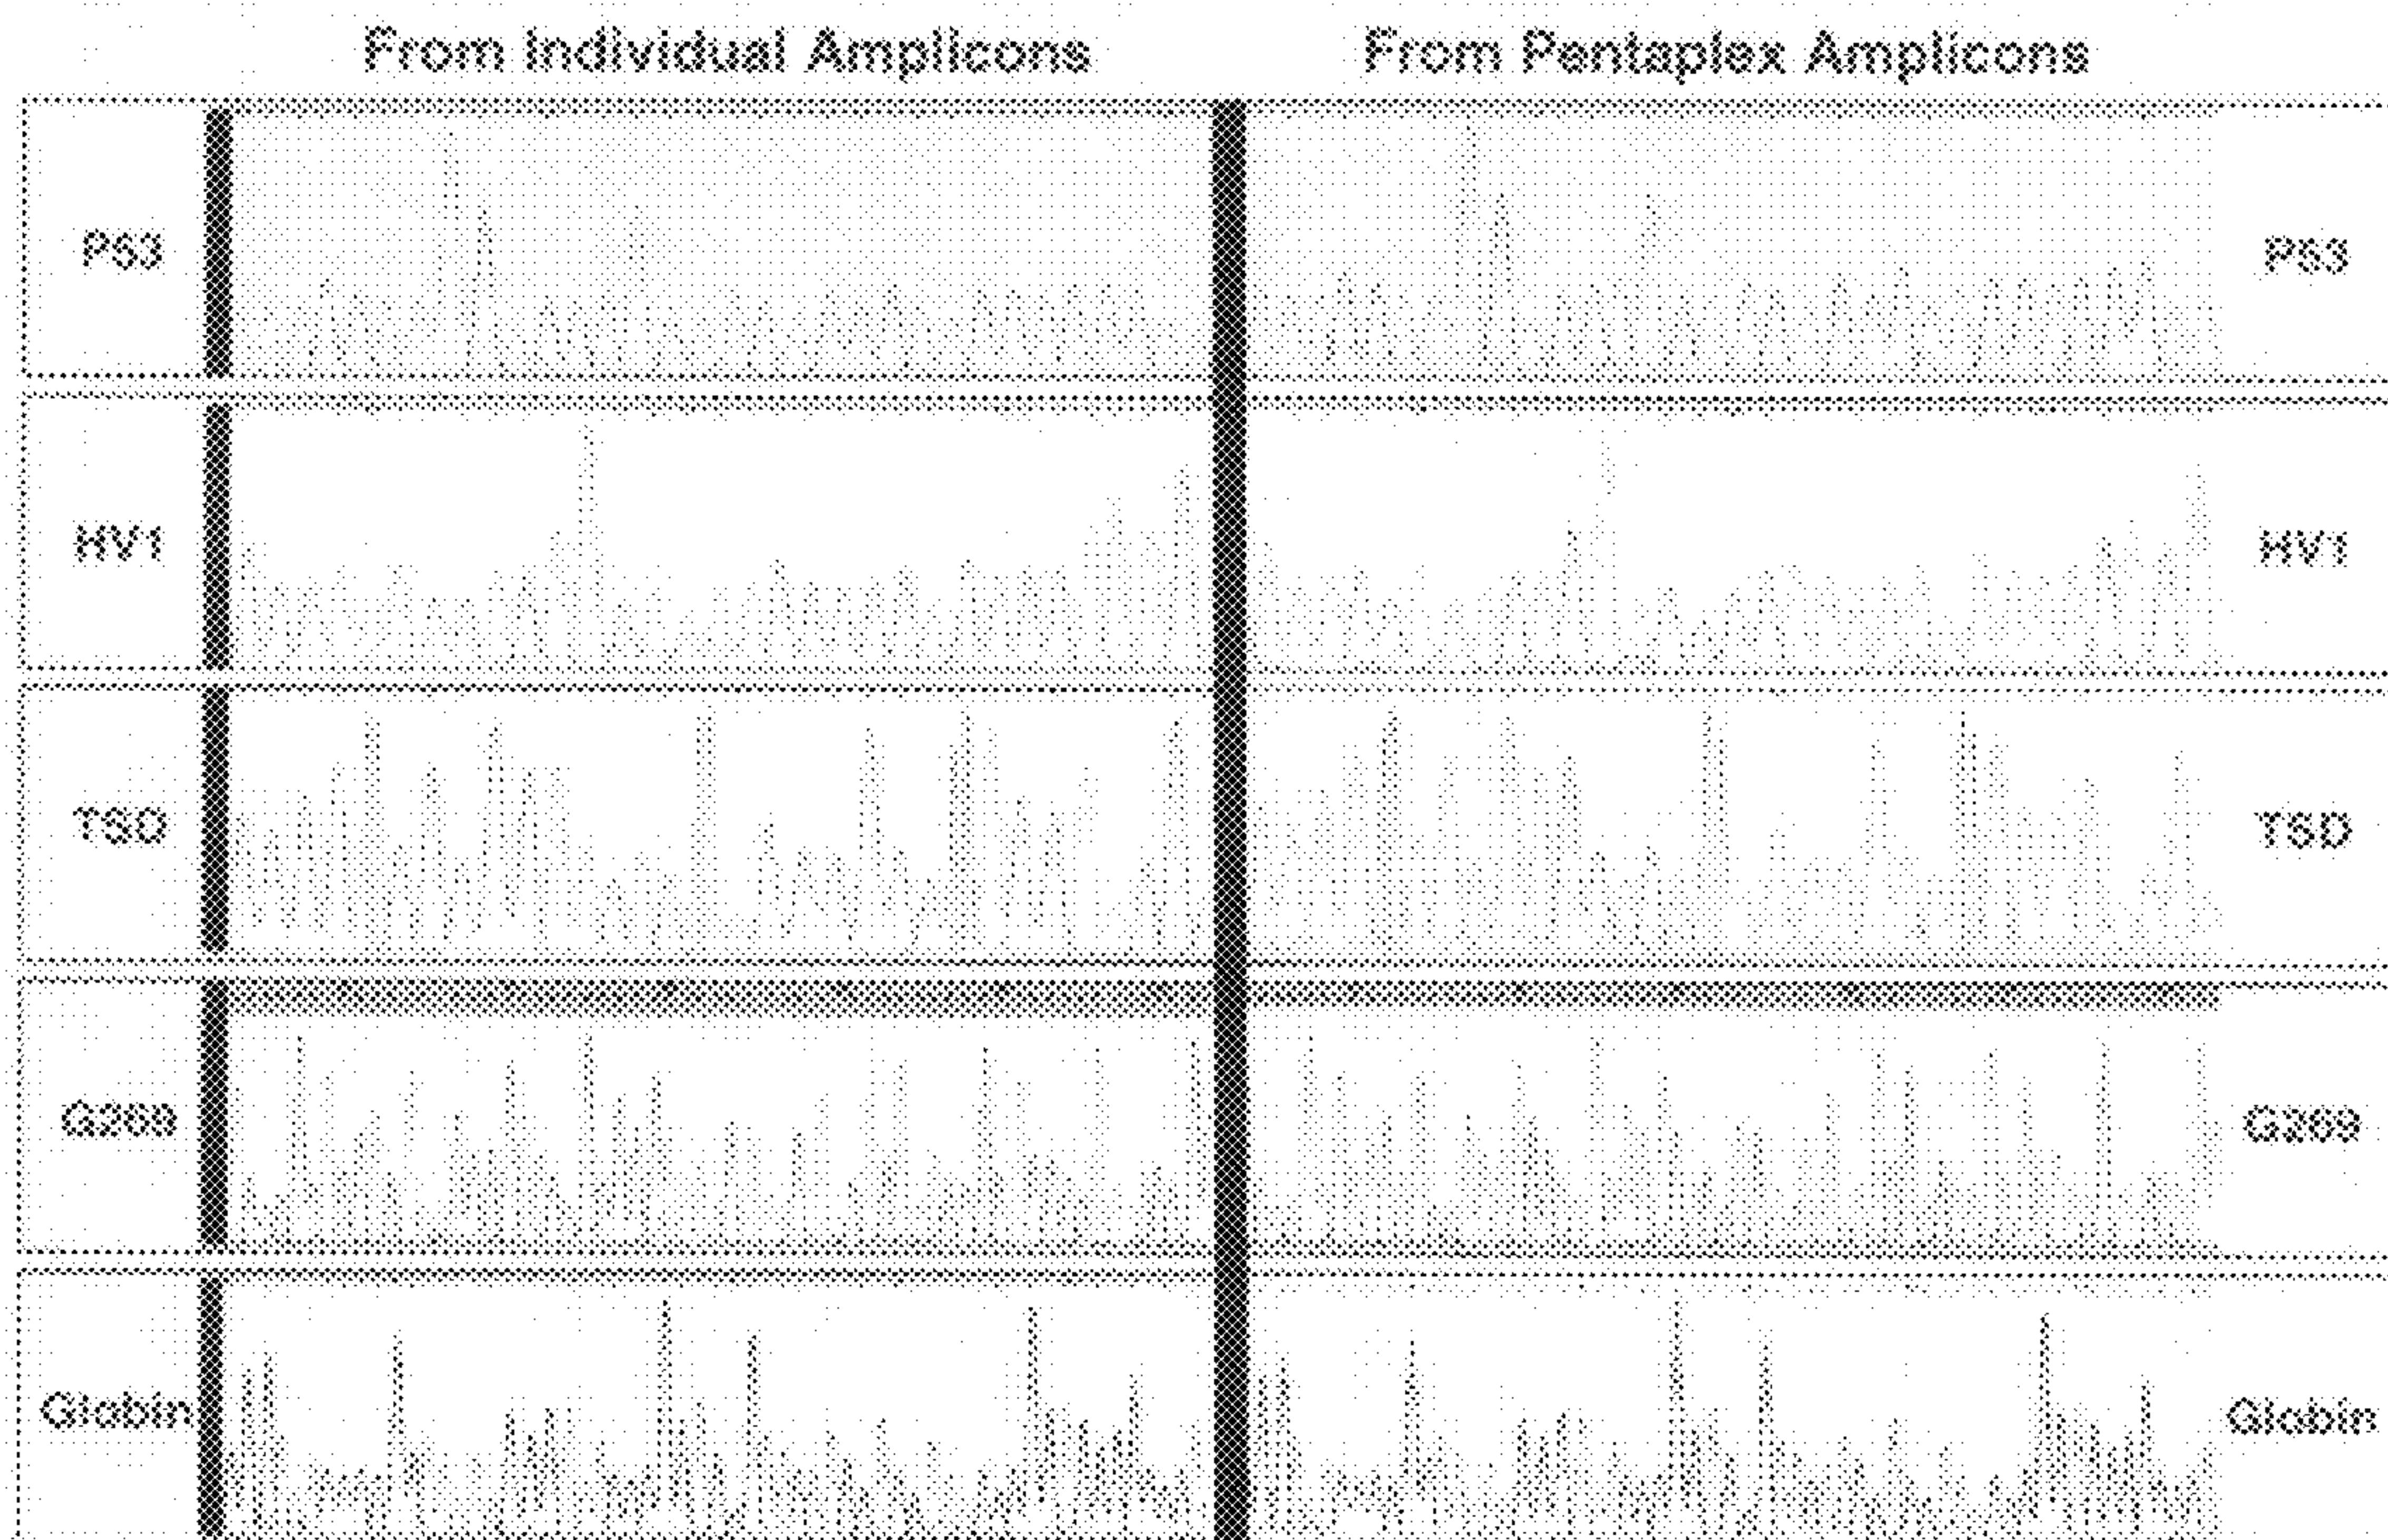 From Individual Amplicons From Pentaplex Amplicons
P53 P53
HV1 HV1
TSD TSD
G269 G269
Globin Globin